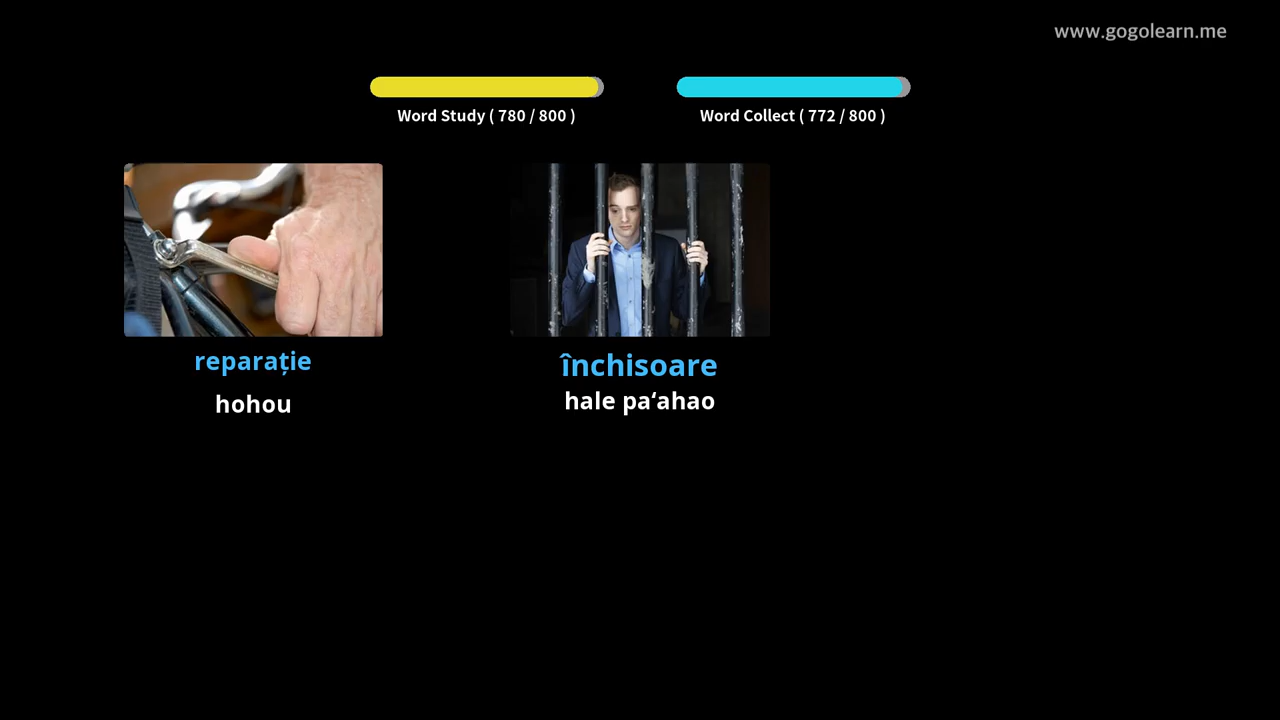 www.gogolearn.me
Word Study ( 780 / 800 )
Word Collect ( 772 / 800 )
reparație
hohou
închisoare
hale paʻahao